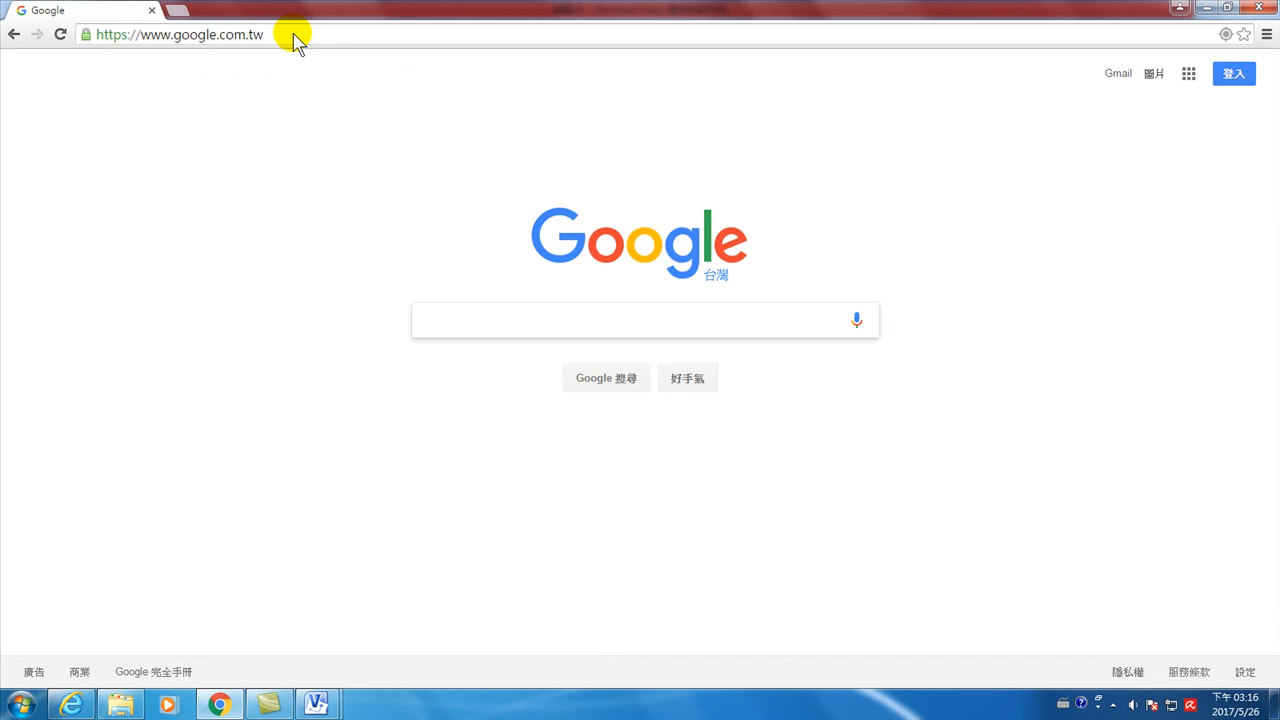 Google
https://www.google.com.tw
Gmail 圖片 登入
Google
台灣
Google 搜尋 好手氣
廣告 商業 Google 完全手冊 隱私權 服務條款 設定
下午 03:16
2017/5/26